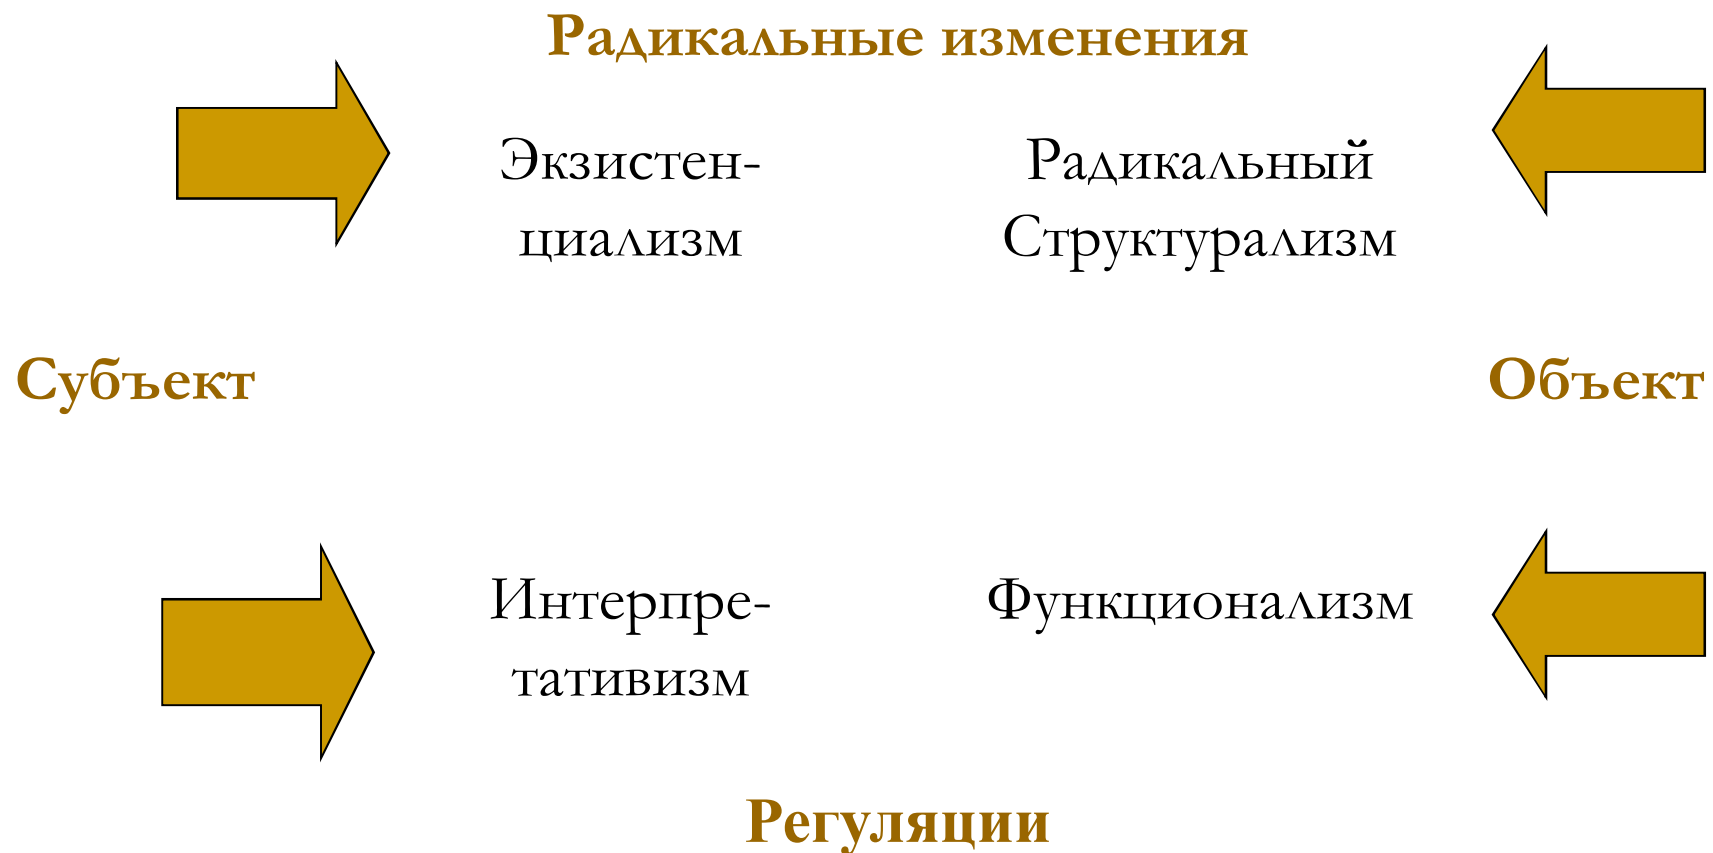 Радикальные изменения
Экзистен-
циализм
Радикальный
Структурализм
Субъект
Объект
Интерпре-
тативизм
Функционализм
Регуляции